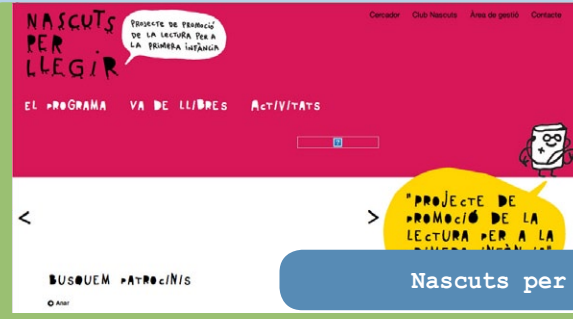 NASCUTS
PER
LLEGIR
PROJECTE DE PROMOCIÓ
DE LA LECTURA PER A
LA PRIMERA INFÀNCIA
Cercador Club Nascuts Àrea de gestió Contacte
EL PROGRAMA VA DE LLIBRES ACTIVITATS
"PROJECTE DE
PROMOCIÓ DE LA
LECTURA PER A LA
< >
BUSQUEM PATROCINIS
Anar
Nascuts per